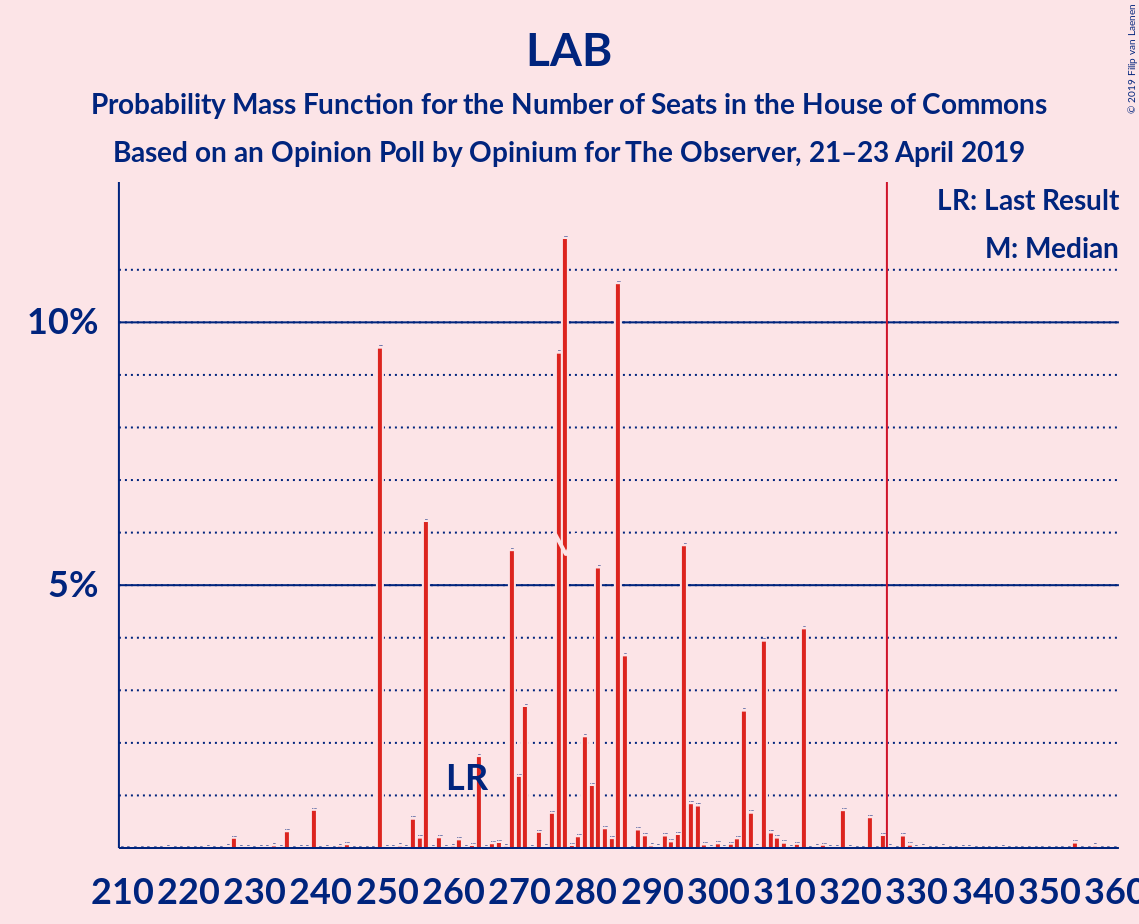 © 2019 Filip van Laenen
LAB
Probability Mass Function for the Number of Seats in the House of Commons
Based on an Opinion Poll by Opinium for The Observer, 21–23 April 2019
LR: Last Result
M: Median
10%
5%
LR
210 220 230 240 250 260 270 280 290 300 310 320 330 340 350 360